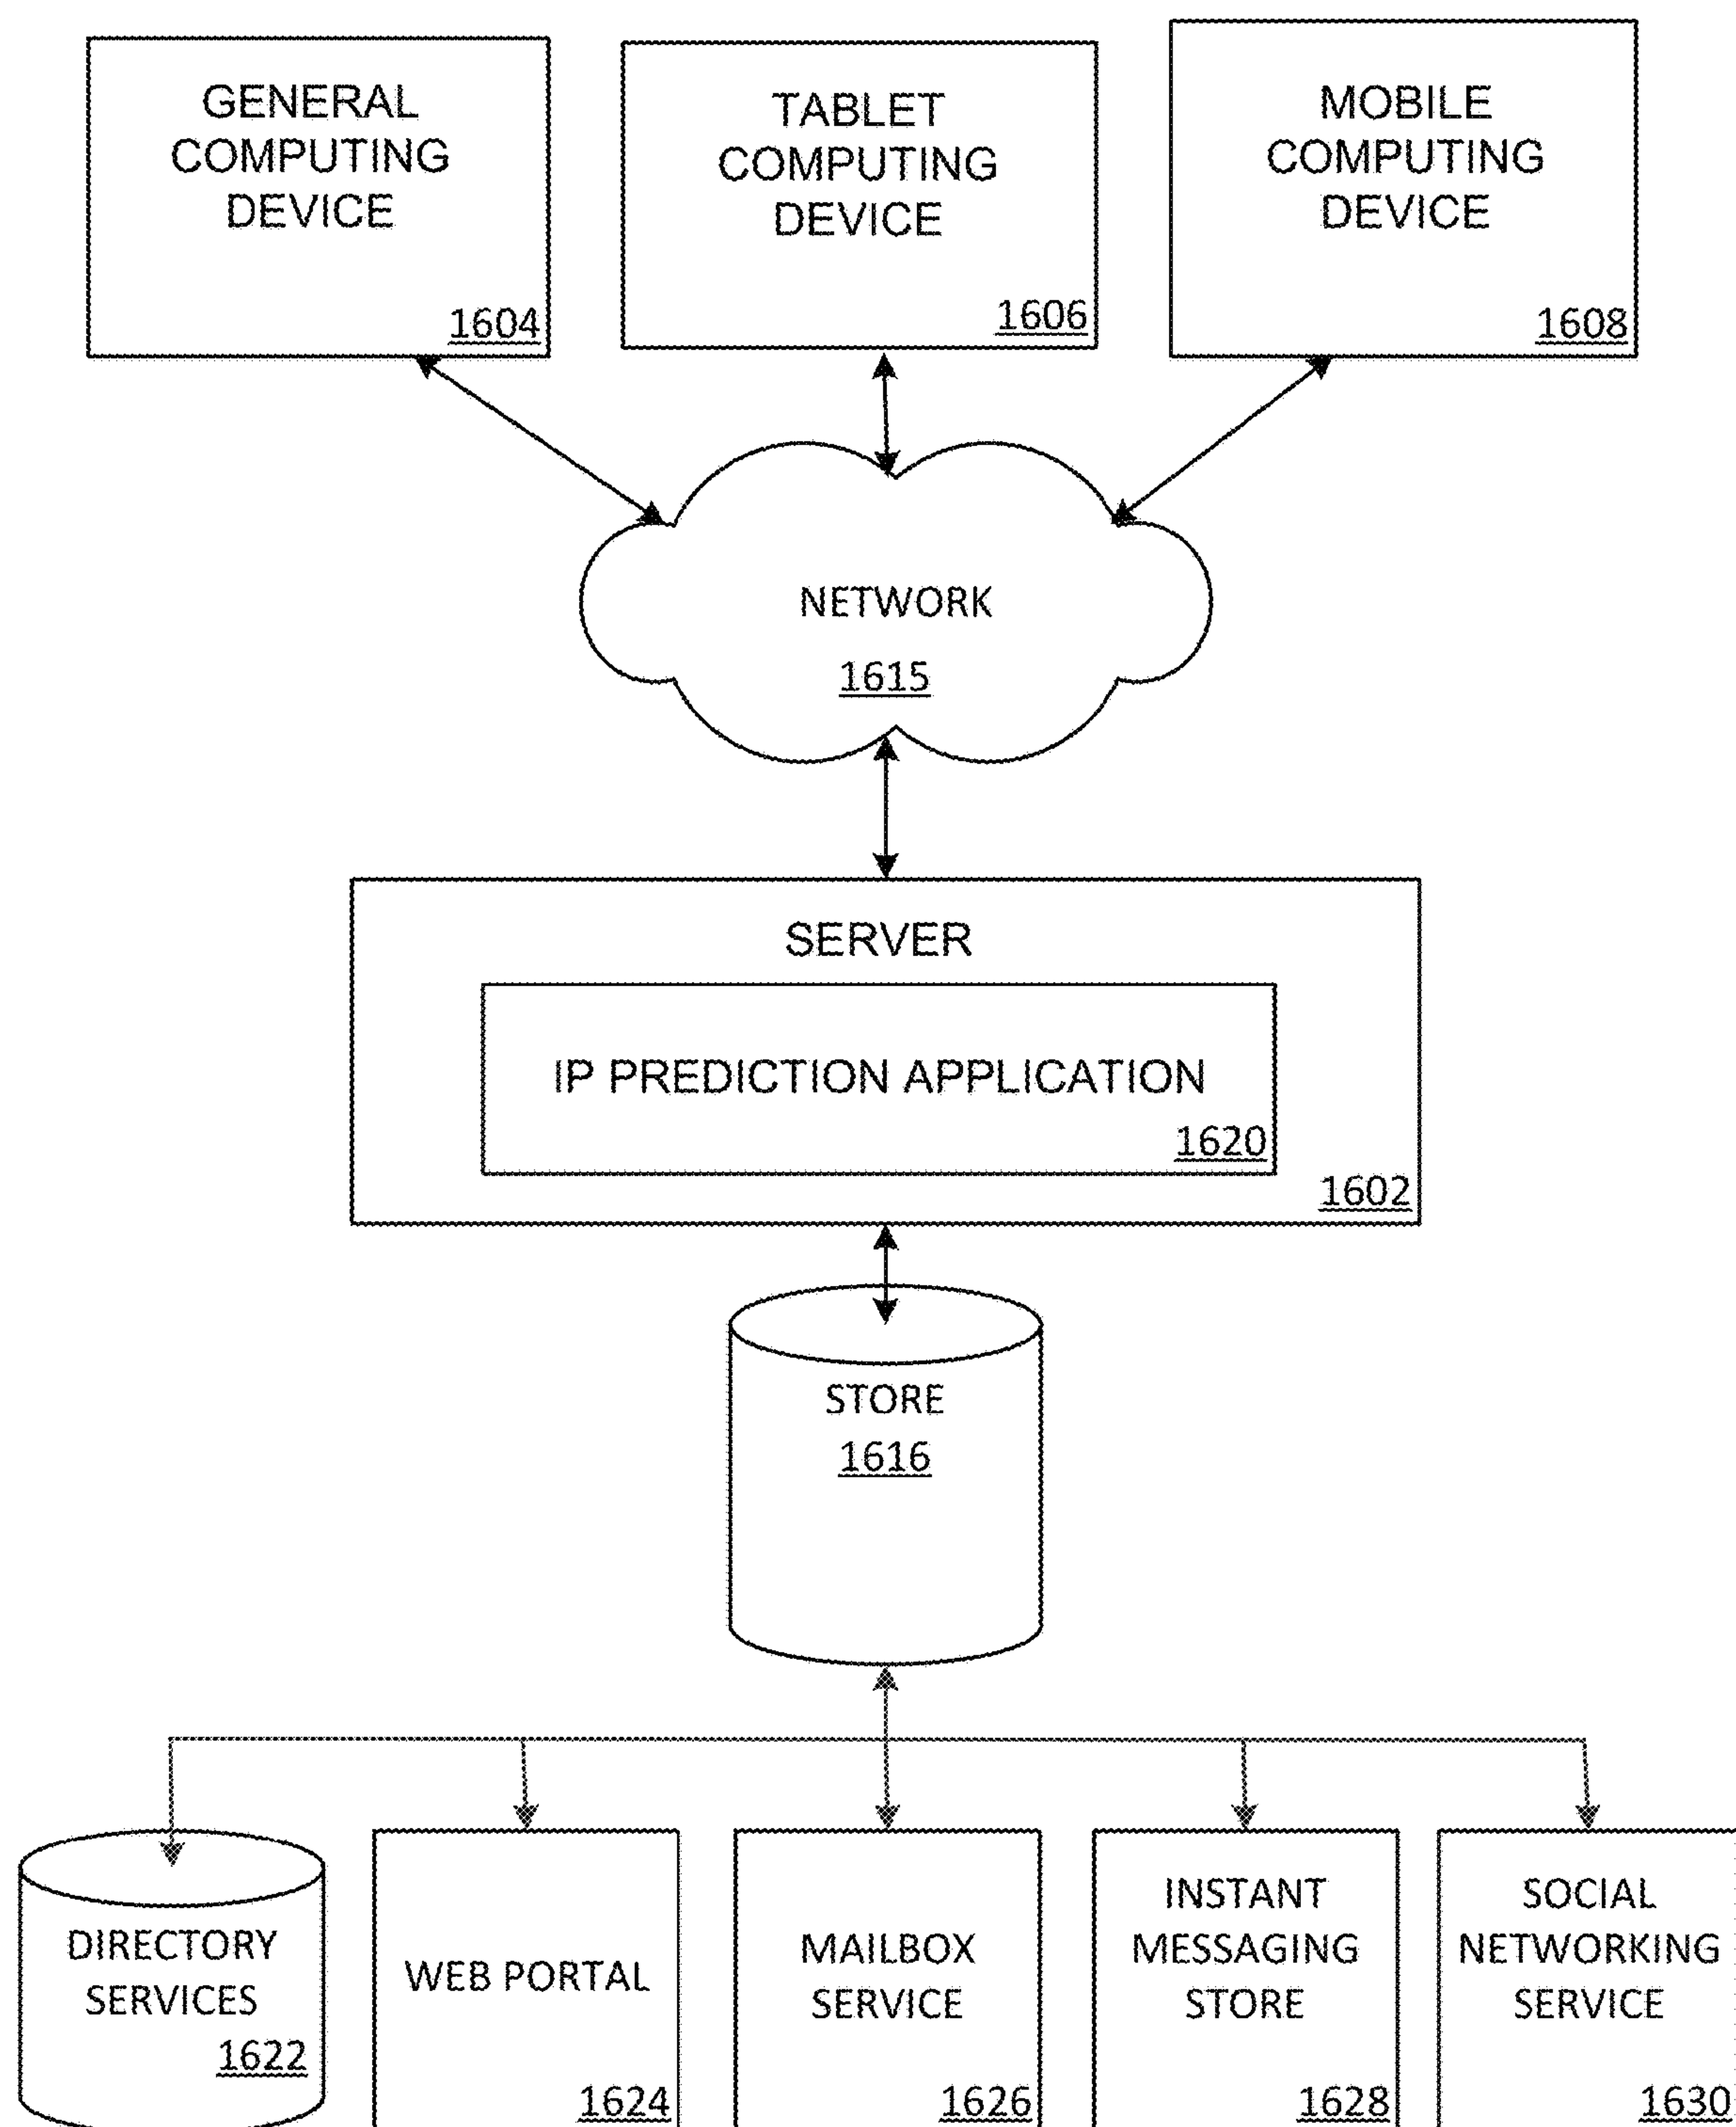 GENERAL
COMPUTING
DEVICE
1604
TABLET
COMPUTING
DEVICE
1606
MOBILE
COMPUTING
DEVICE
1608
NETWORK
1615
SERVER
IP PREDICTION APPLICATION
1620
1602
STORE
1616
DIRECTORY
SERVICES
1622
WEB PORTAL
1624
MAILBOX
SERVICE
1626
INSTANT
MESSAGING
STORE
1628
SOCIAL
NETWORKING
SERVICE
1630